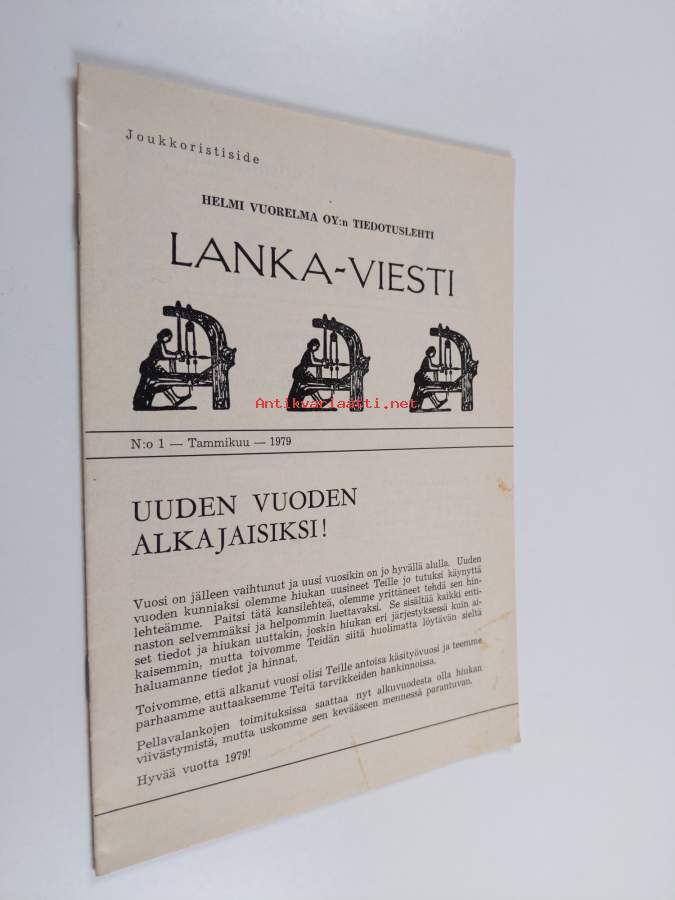 Joukkoristiside
HELMI VUORELMA OY:n TIEDOTUSLEHTI
LANKA-VIESTI
Antikvariaatti.net
N:o 1 — Tammikuu — 1979
UUDEN VUODEN
ALKAJAISIKSI!
Vuosi on jälleen vaihtunut ja uusi vuosikin on jo hyvällä alulla. Uuden
vuoden kunniaksi olemme hiukan uusineet Teille jo tutuksi käynyttä
lehteämme. Paitsi tätä kansilehteä, olemme yrittäneet tehdä sen hin-
naston selvemmäksi ja helpommin luettavaksi. Se sisältää kaikki enti-
set tiedot ja hiukan uuttakin, joskin hiukan eri järjestyksessä kuin ai-
kaisemmin, mutta toivomme Teidän siitä huolimatta löytävän sieltä
haluamanne tiedot ja hinnat.
Toivomme, että alkanut vuosi olisi Teille antoisa käsityövuosi ja teemme
parhaamme auttaaksemme Teitä tarvikkeiden hankinnoissa.
Pellavalankojen toimituksissa saattaa nyt alkuvuodesta olla hiukan
viivästymistä, mutta uskomme sen kevääseen mennessä parantuvan.
Hyvää vuotta 1979!